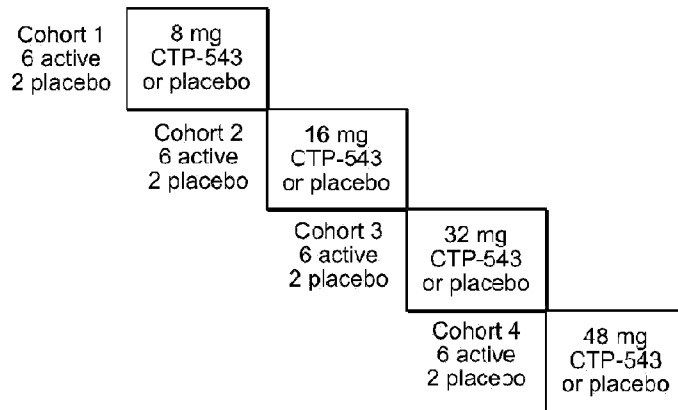 Cohort 1
6 active
2 placebo
8 mg
CTP-543
or placebo
Cohort 2
6 active
2 placebo
16 mg
CTP-543
or placebo
Cohort 3
6 active
2 placebo
32 mg
CTP-543
or placebo
Cohort 4
6 active
2 placebo
48 mg
CTP-543
or placebo